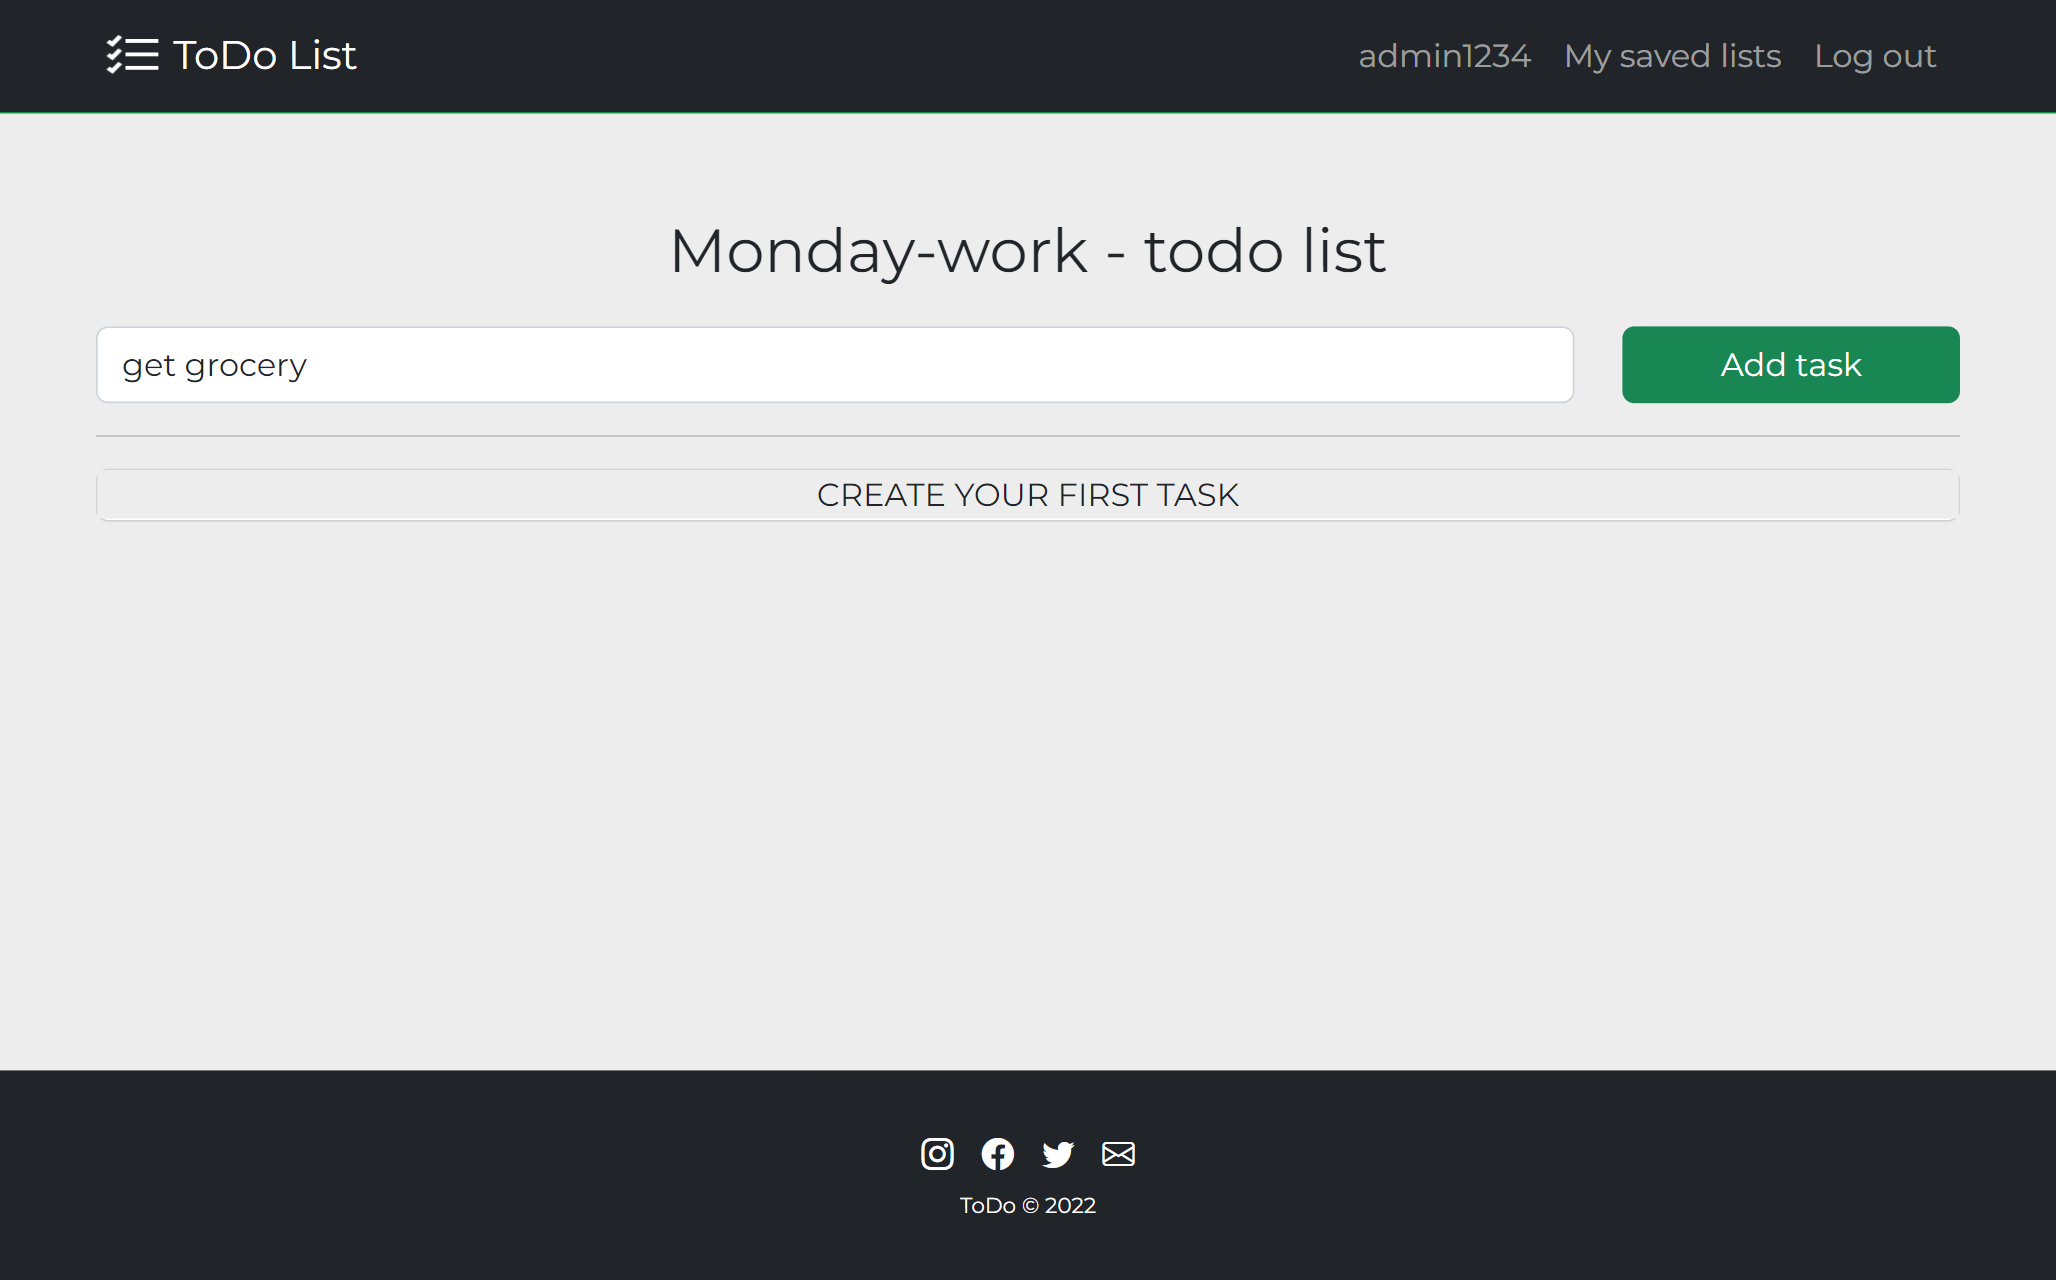 ToDo List
admin1234 My saved lists Log out
Monday-work - todo list
get grocery
Add task
CREATE YOUR FIRST TASK
ToDo © 2022